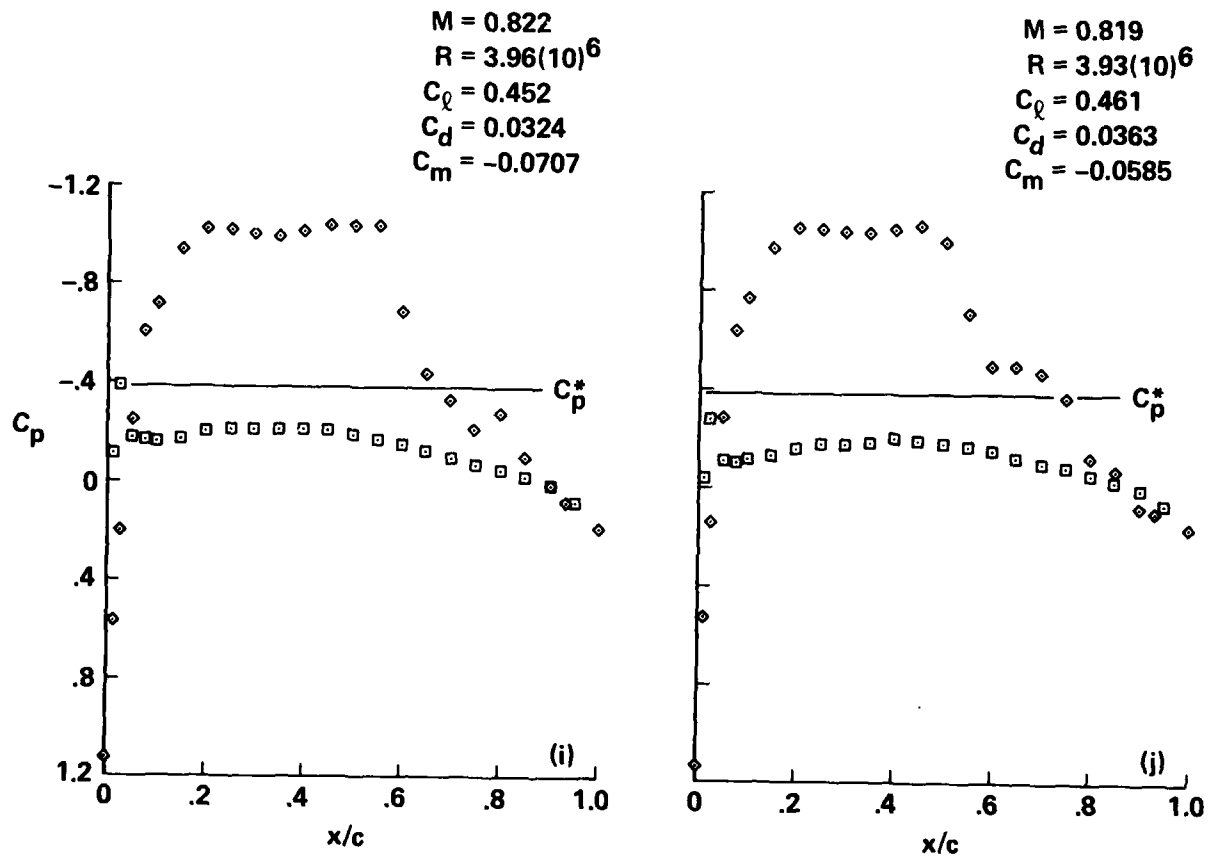 M = 0.822
R = 3.96(10)⁶
Cℓ = 0.452
Cd = 0.0324
Cm = −0.0707
M = 0.819
R = 3.93(10)⁶
Cℓ = 0.461
Cd = 0.0363
Cm = −0.0585
−1.2
−.8
−.4
0
.4
.8
1.2
Cp
Cp*
Cp*
(i)
(j)
0 .2 .4 .6 .8 1.0
0 .2 .4 .6 .8 1.0
x/c
x/c